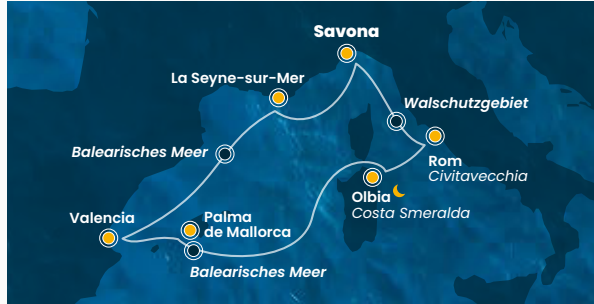 Savona
La Seyne-sur-Mer
Walschutzgebiet
Balearisches Meer
Rom
Civitavecchia
Olbia
Costa Smeralda
Valencia
Palma
de Mallorca
Balearisches Meer